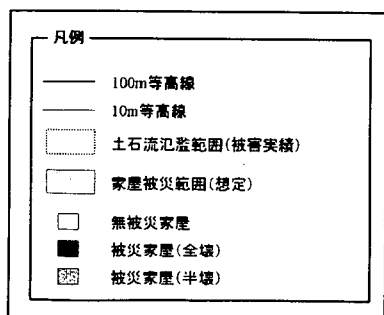 凡例
100m等高線
10m等高線
土石流氾濫範囲(被害実績)
家屋被災範囲(想定)
無被災家屋
被災家屋(全壊)
被災家屋(半壊)